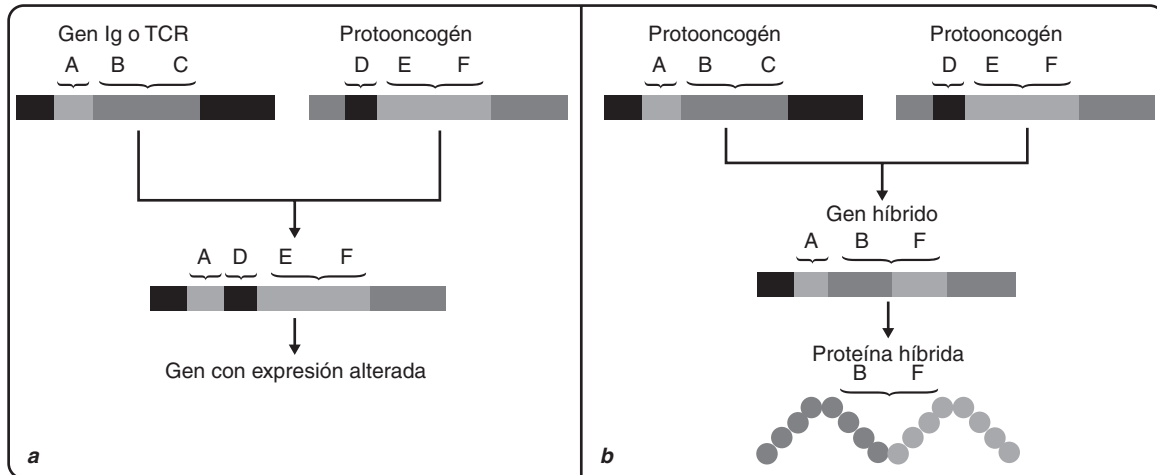 Gen Ig o TCR
Protooncogén
A B C
D E F
A D E F
Gen con expresión alterada
a
Protooncogén
Protooncogén
A B C
D E F
Gen híbrido
A B F
Proteína híbrida
B F
b